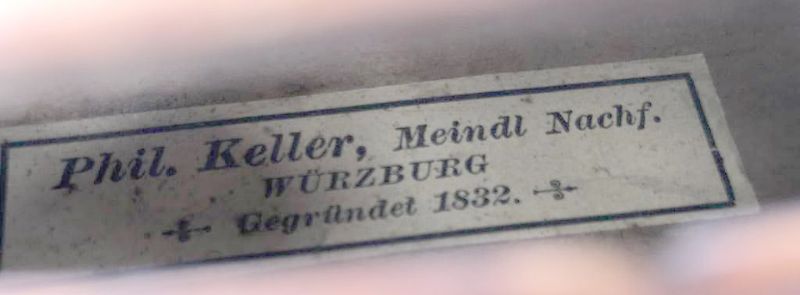 Phil. Keller, Meindl Nachf.
WÜRZBURG
Gegründet 1832.